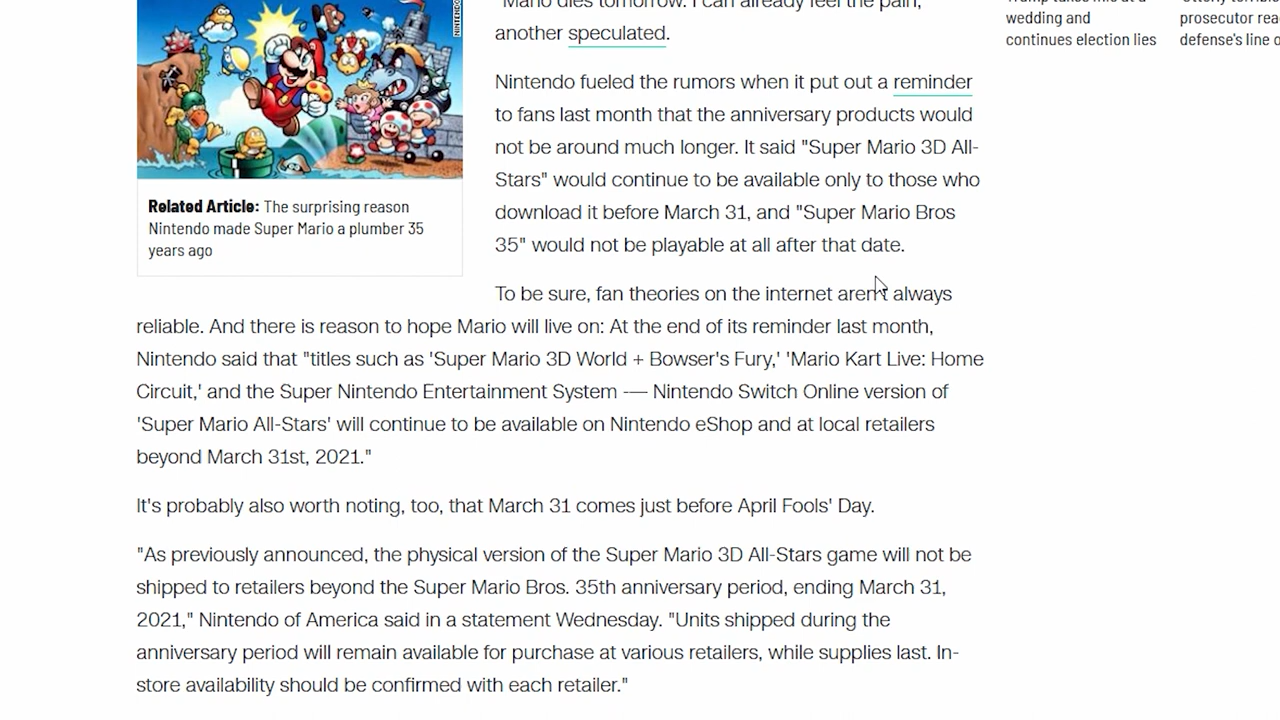 "Mario dies tomorrow. I can already feel the pain,"
another speculated.
Nintendo fueled the rumors when it put out a reminder
to fans last month that the anniversary products would
not be around much longer. It said "Super Mario 3D All-
Stars" would continue to be available only to those who
download it before March 31, and "Super Mario Bros
35" would not be playable at all after that date.
NINTENDO
Related Article: The surprising reason
Nintendo made Super Mario a plumber 35
years ago
To be sure, fan theories on the internet aren't always
reliable. And there is reason to hope Mario will live on: At the end of its reminder last month,
Nintendo said that "titles such as 'Super Mario 3D World + Bowser's Fury,' 'Mario Kart Live: Home
Circuit,' and the Super Nintendo Entertainment System -— Nintendo Switch Online version of
'Super Mario All-Stars' will continue to be available on Nintendo eShop and at local retailers
beyond March 31st, 2021."
It's probably also worth noting, too, that March 31 comes just before April Fools' Day.
"As previously announced, the physical version of the Super Mario 3D All-Stars game will not be
shipped to retailers beyond the Super Mario Bros. 35th anniversary period, ending March 31,
2021," Nintendo of America said in a statement Wednesday. "Units shipped during the
anniversary period will remain available for purchase at various retailers, while supplies last. In-
store availability should be confirmed with each retailer."
wedding and
continues election lies
prosecutor
defense's line